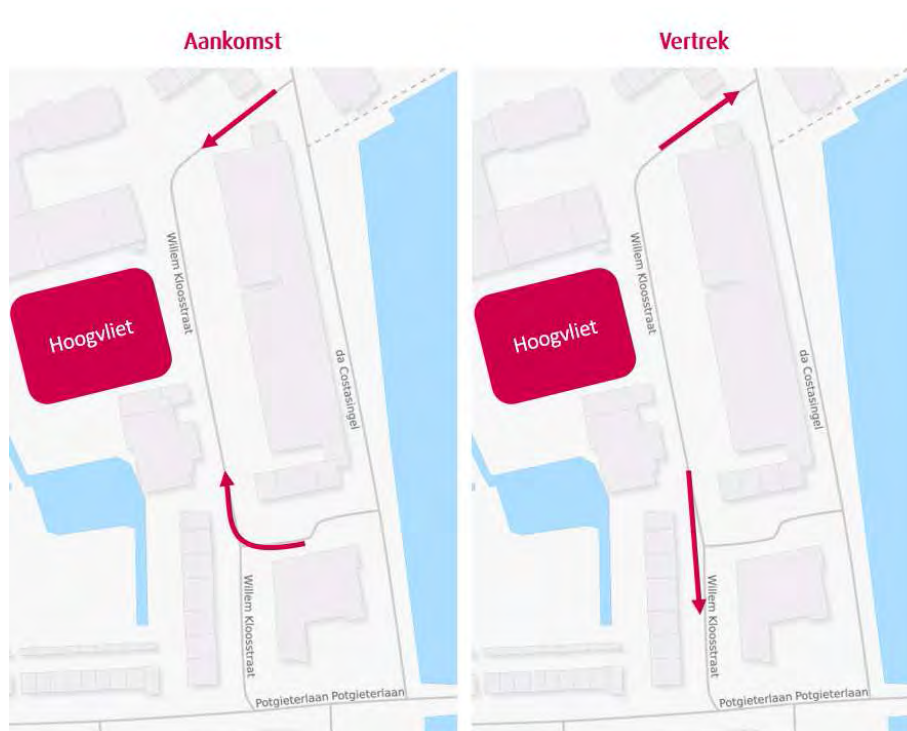 Aankomst
Willem Kloosstraat
Hoogvliet
da Costasingel
Willem Kloosstraat
Potgieterlaan Potgieterlaan
Vertrek
Willem Kloosstraat
Hoogvliet
da Costasingel
Willem Kloosstraat
Potgieterlaan Potgieterlaan